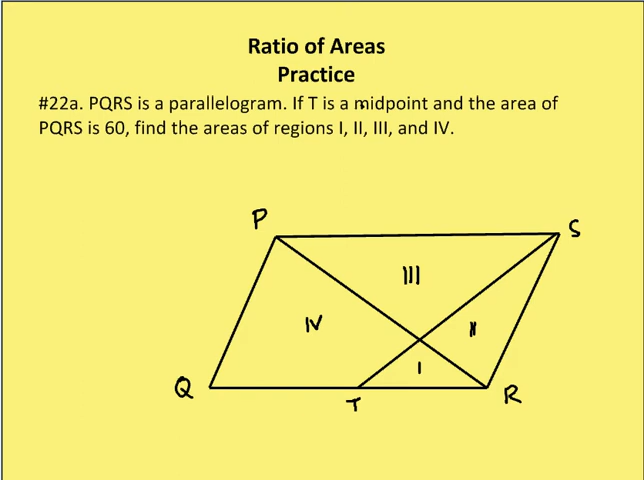 Ratio of Areas
Practice
#22a. PQRS is a parallelogram. If T is a midpoint and the area of
PQRS is 60, find the areas of regions I, II, III, and IV.
P
S
III
IV
II
I
Q
T
R